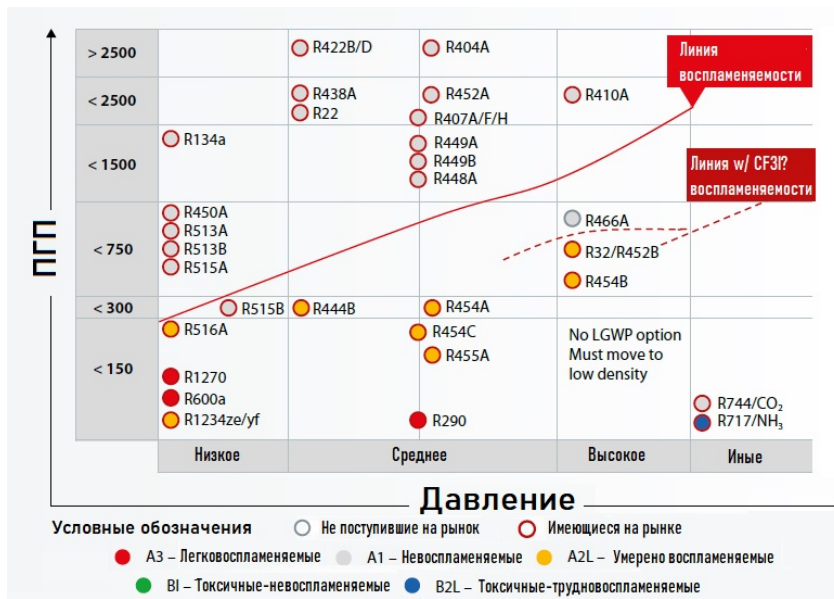 > 2500
R422B/D
R404A
Линия
воспламеняемости
< 2500
R438A
R22
R452A
R407A/F/H
R410A
< 1500
R134a
R449A
R449B
R448A
Линия w/ CF3I?
воспламеняемости
< 750
R450A
R513A
R513B
R515A
R466A
R32/R452B
R454B
< 300
R515B
R444B
R454A
< 150
R516A
R1270
R600a
R1234ze/yf
R454C
R455A
R290
No LGWP option
Must move to
low density
R744/CO₂
R717/NH₃
ПГП
Низкое
Среднее
Высокое
Иные
Давление
Условные обозначения
Не поступившие на рынок
Имеющиеся на рынке
A3 – Легковоспламеняемые
A1 – Невоспламеняемые
A2L – Умерено воспламеняемые
BI – Токсичные-невоспламеняемые
B2L – Токсичные-трудновоспламеняемые